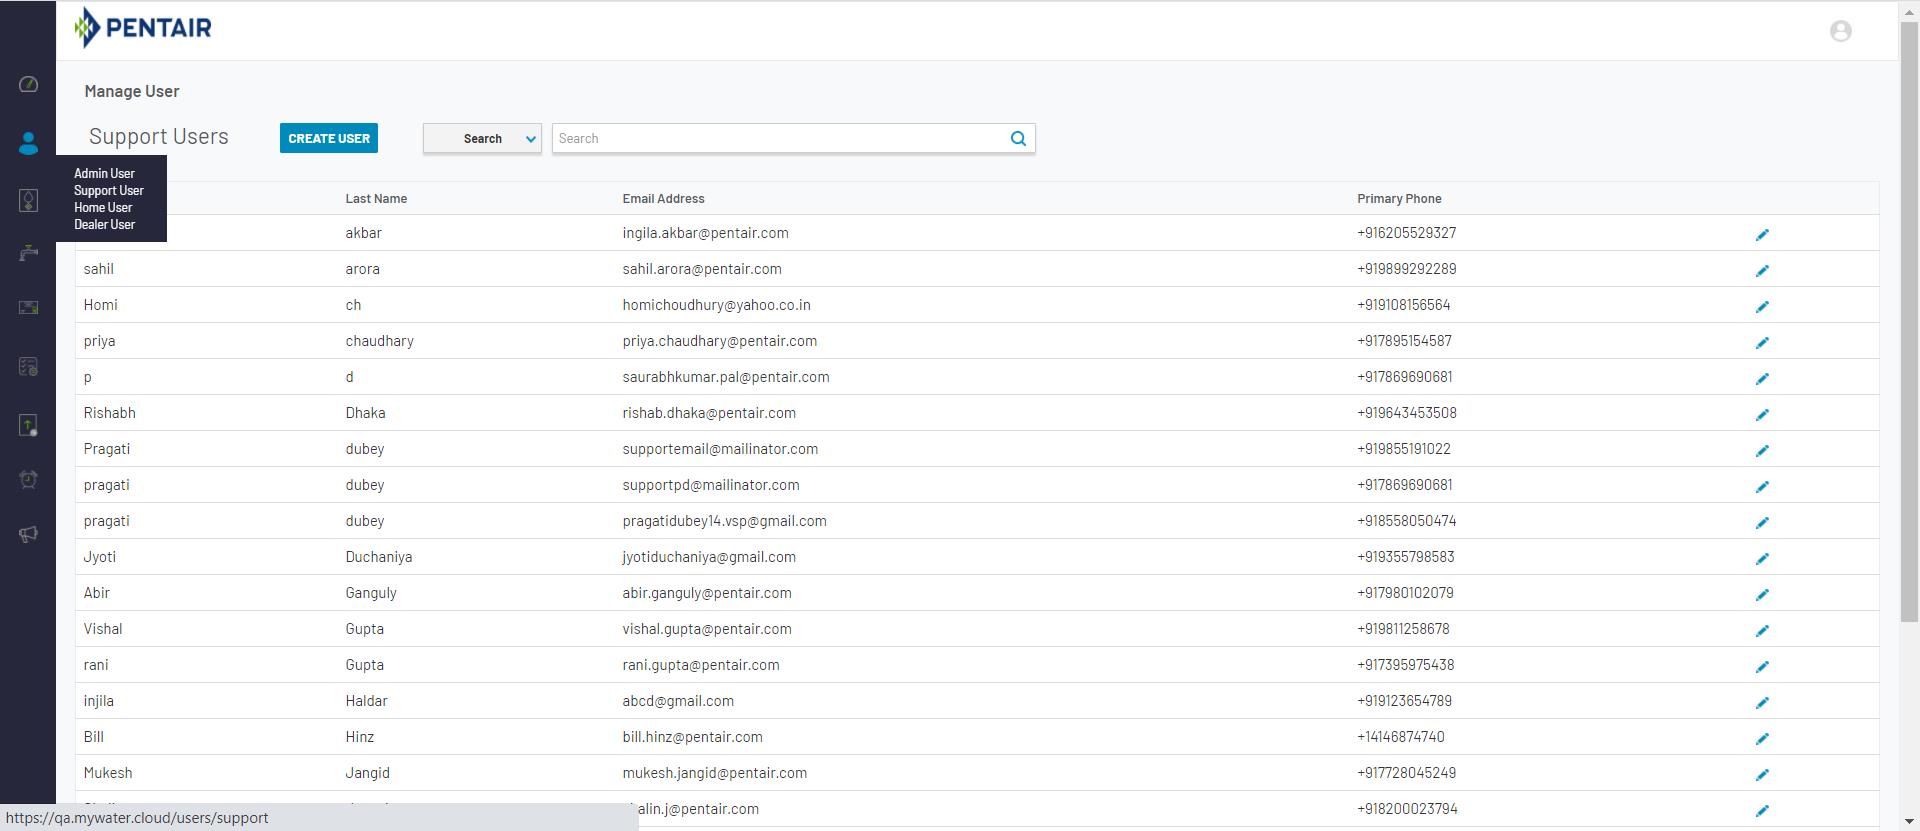 PENTAIR
Manage User
Support Users CREATE USER Search Search
Admin User
Support User
Home User
Dealer User
Last Name Email Address Primary Phone
akbar ingila.akbar@pentair.com +916205529327
sahil arora sahil.arora@pentair.com +919899292289
Homi ch homichoudhury@yahoo.co.in +919108156564
priya chaudhary priya.chaudhary@pentair.com +917895154587
p d saurabhkumar.pal@pentair.com +917869690681
Rishabh Dhaka rishab.dhaka@pentair.com +919643453508
Pragati dubey supportemail@mailinator.com +919855191022
pragati dubey supportpd@mailinator.com +917869690681
pragati dubey pragatidubey14.vsp@gmail.com +918558050474
Jyoti Duchaniya jyotiduchaniya@gmail.com +919355798583
Abir Ganguly abir.ganguly@pentair.com +917980102079
Vishal Gupta vishal.gupta@pentair.com +919811258678
rani Gupta rani.gupta@pentair.com +917395975438
injila Haldar abcd@gmail.com +919123654789
Bill Hinz bill.hinz@pentair.com +14146874740
Mukesh Jangid mukesh.jangid@pentair.com +917728045249
+918200023794
https://qa.mywater.cloud/users/support